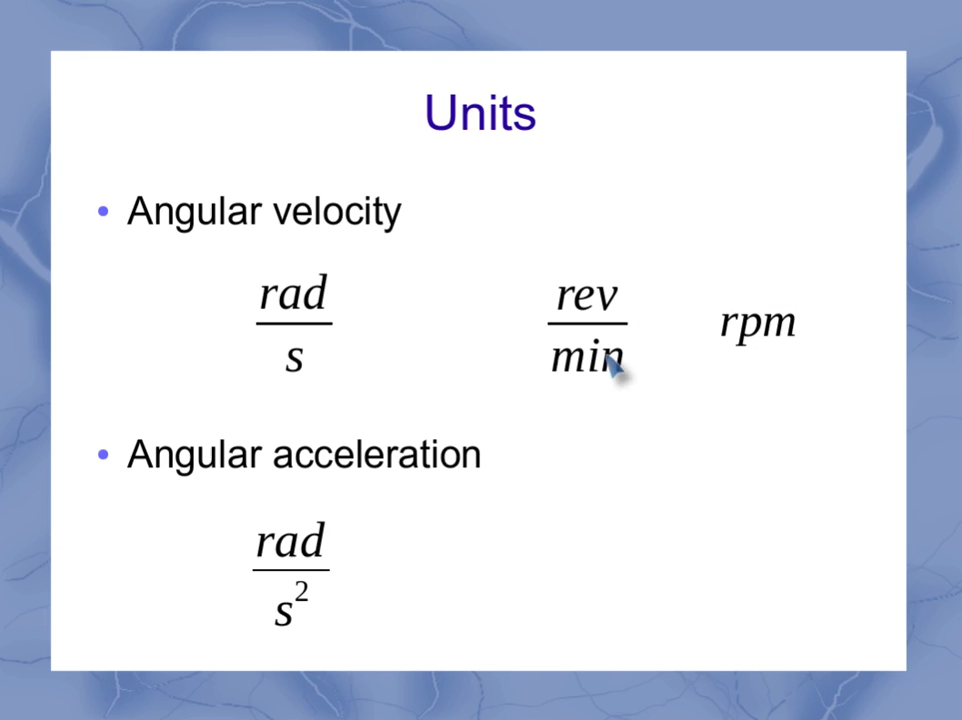 Units
• Angular velocity
rad/s rev/min rpm
• Angular acceleration
rad/s²